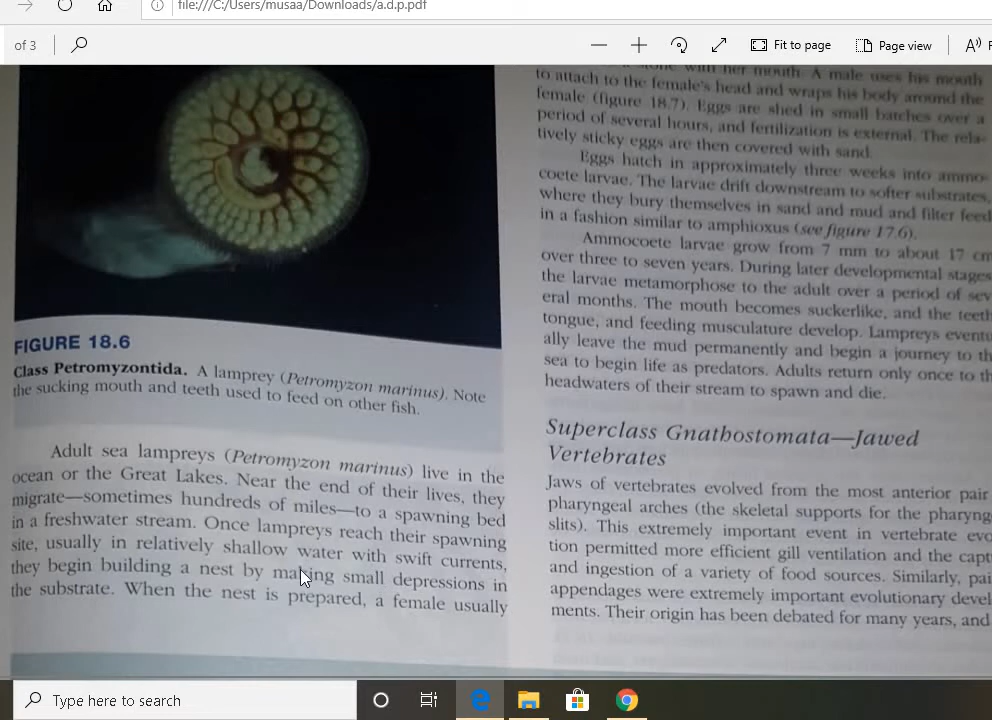 file:///C:/Users/musaa/Downloads/a.d.p.pdf
of 3
Fit to page
Page view
FIGURE 18.6
Class Petromyzontida. A lamprey (Petromyzon marinus). Note
the sucking mouth and teeth used to feed on other fish.
Adult sea lampreys (Petromyzon marinus) live in the
ocean or the Great Lakes. Near the end of their lives, they
migrate—sometimes hundreds of miles—to a spawning bed
in a freshwater stream. Once lampreys reach their spawning
site, usually in relatively shallow water with swift currents,
they begin building a nest by making small depressions in
the substrate. When the nest is prepared, a female usually
with her mouth. A male uses his mouth
to attach to the female's head and wraps his body around the
female (figure 18.7). Eggs are shed in small batches over a
period of several hours, and fertilization is external. The rela-
tively sticky eggs are then covered with sand.
Eggs hatch in approximately three weeks into ammo-
coete larvae. The larvae drift downstream to softer substrates,
where they bury themselves in sand and mud and filter feed
in a fashion similar to amphioxus (see figure 17.6).
Ammocoete larvae grow from 7 mm to about 17 cm
over three to seven years. During later developmental stages
the larvae metamorphose to the adult over a period of sev
eral months. The mouth becomes suckerlike, and the teeth
tongue, and feeding musculature develop. Lampreys eventu
ally leave the mud permanently and begin a journey to th
sea to begin life as predators. Adults return only once to th
headwaters of their stream to spawn and die.
Superclass Gnathostomata—Jawed
Vertebrates
Jaws of vertebrates evolved from the most anterior pair
pharyngeal arches (the skeletal supports for the pharyng
slits). This extremely important event in vertebrate evo
tion permitted more efficient gill ventilation and the capt
and ingestion of a variety of food sources. Similarly, pai
appendages were extremely important evolutionary devel
ments. Their origin has been debated for many years, and
Type here to search